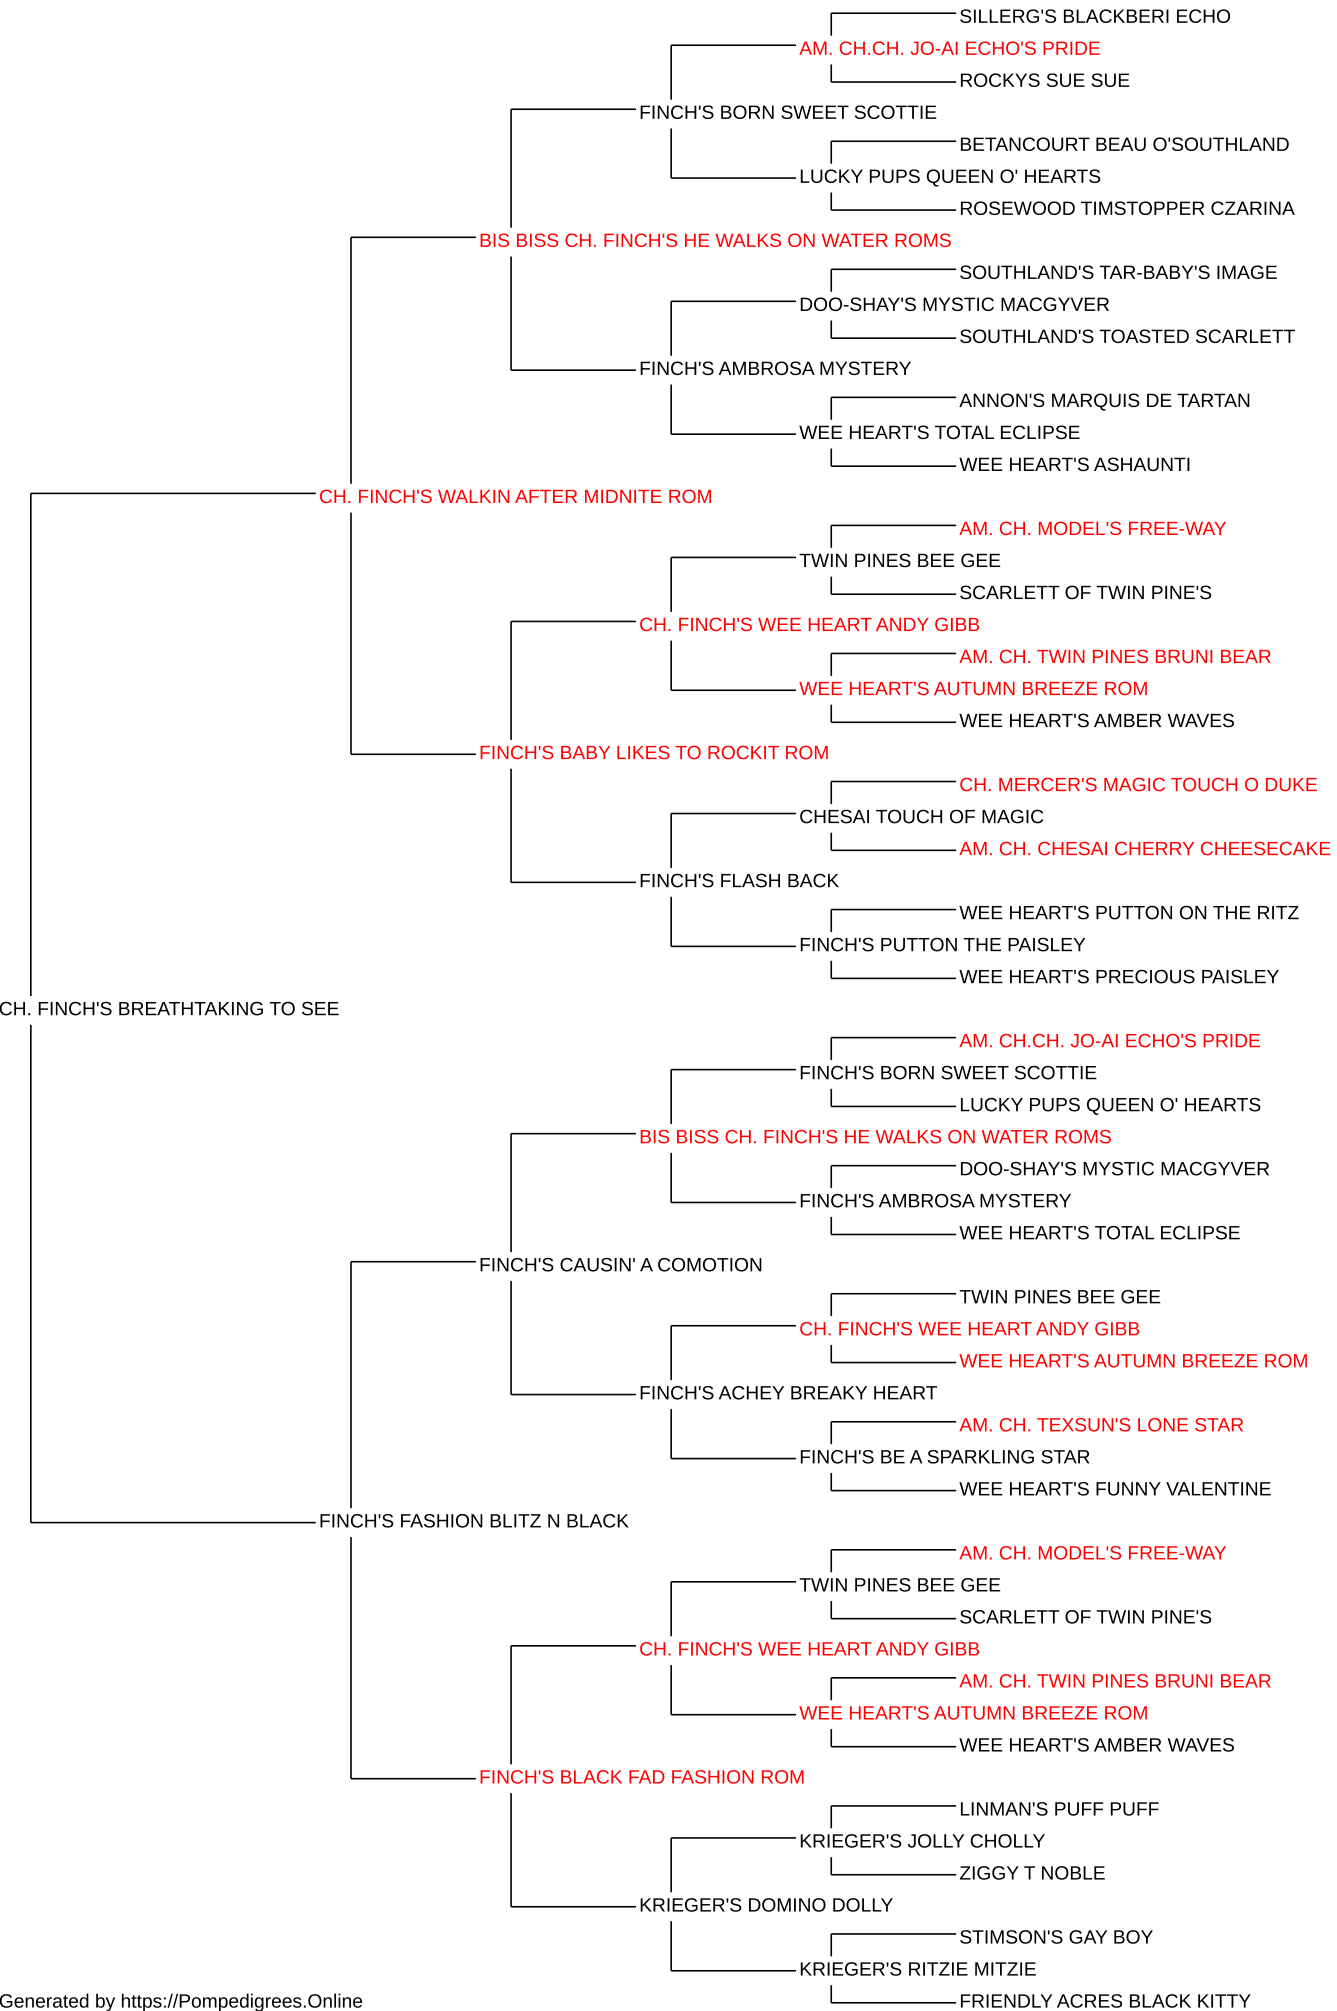 SILLERG'S BLACKBERI ECHO
AM. CH.CH. JO-AI ECHO'S PRIDE
ROCKYS SUE SUE
FINCH'S BORN SWEET SCOTTIE
BETANCOURT BEAU O'SOUTHLAND
LUCKY PUPS QUEEN O' HEARTS
ROSEWOOD TIMSTOPPER CZARINA
BIS BISS CH. FINCH'S HE WALKS ON WATER ROMS
SOUTHLAND'S TAR-BABY'S IMAGE
DOO-SHAY'S MYSTIC MACGYVER
SOUTHLAND'S TOASTED SCARLETT
FINCH'S AMBROSA MYSTERY
ANNON'S MARQUIS DE TARTAN
WEE HEART'S TOTAL ECLIPSE
WEE HEART'S ASHAUNTI
CH. FINCH'S WALKIN AFTER MIDNITE ROM
AM. CH. MODEL'S FREE-WAY
TWIN PINES BEE GEE
SCARLETT OF TWIN PINE'S
CH. FINCH'S WEE HEART ANDY GIBB
AM. CH. TWIN PINES BRUNI BEAR
WEE HEART'S AUTUMN BREEZE ROM
WEE HEART'S AMBER WAVES
FINCH'S BABY LIKES TO ROCKIT ROM
CH. MERCER'S MAGIC TOUCH O DUKE
CHESAI TOUCH OF MAGIC
AM. CH. CHESAI CHERRY CHEESECAKE
FINCH'S FLASH BACK
WEE HEART'S PUTTON ON THE RITZ
FINCH'S PUTTON THE PAISLEY
WEE HEART'S PRECIOUS PAISLEY
CH. FINCH'S BREATHTAKING TO SEE
AM. CH.CH. JO-AI ECHO'S PRIDE
FINCH'S BORN SWEET SCOTTIE
LUCKY PUPS QUEEN O' HEARTS
BIS BISS CH. FINCH'S HE WALKS ON WATER ROMS
DOO-SHAY'S MYSTIC MACGYVER
FINCH'S AMBROSA MYSTERY
WEE HEART'S TOTAL ECLIPSE
FINCH'S CAUSIN' A COMOTION
TWIN PINES BEE GEE
CH. FINCH'S WEE HEART ANDY GIBB
WEE HEART'S AUTUMN BREEZE ROM
FINCH'S ACHEY BREAKY HEART
AM. CH. TEXSUN'S LONE STAR
FINCH'S BE A SPARKLING STAR
WEE HEART'S FUNNY VALENTINE
FINCH'S FASHION BLITZ N BLACK
AM. CH. MODEL'S FREE-WAY
TWIN PINES BEE GEE
SCARLETT OF TWIN PINE'S
CH. FINCH'S WEE HEART ANDY GIBB
AM. CH. TWIN PINES BRUNI BEAR
WEE HEART'S AUTUMN BREEZE ROM
WEE HEART'S AMBER WAVES
FINCH'S BLACK FAD FASHION ROM
LINMAN'S PUFF PUFF
KRIEGER'S JOLLY CHOLLY
ZIGGY T NOBLE
KRIEGER'S DOMINO DOLLY
STIMSON'S GAY BOY
KRIEGER'S RITZIE MITZIE
FRIENDLY ACRES BLACK KITTY
Generated by https://Pompedigrees.Online